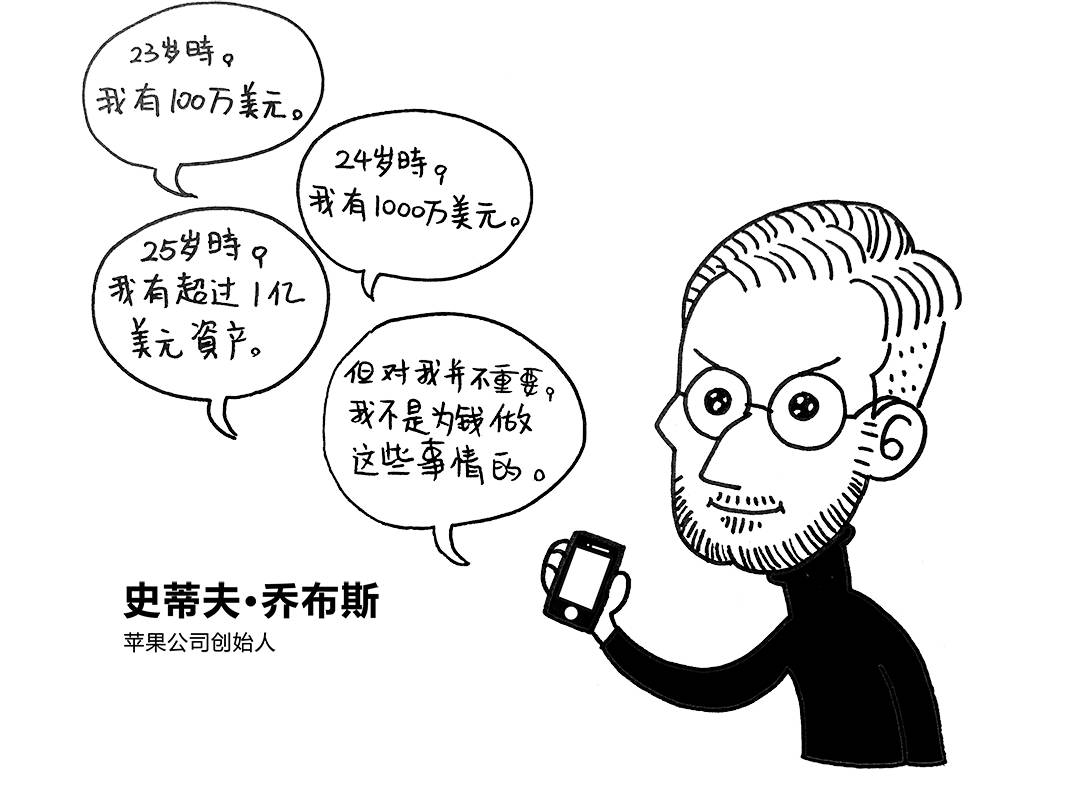 23岁時，
我有100万美元。
24岁時，
我有1000万美元。
25岁時，
我有超过1亿
美元資产。
但对我并不重要，
我不是为钱做
这些事情的。
史蒂夫·乔布斯
苹果公司创始人